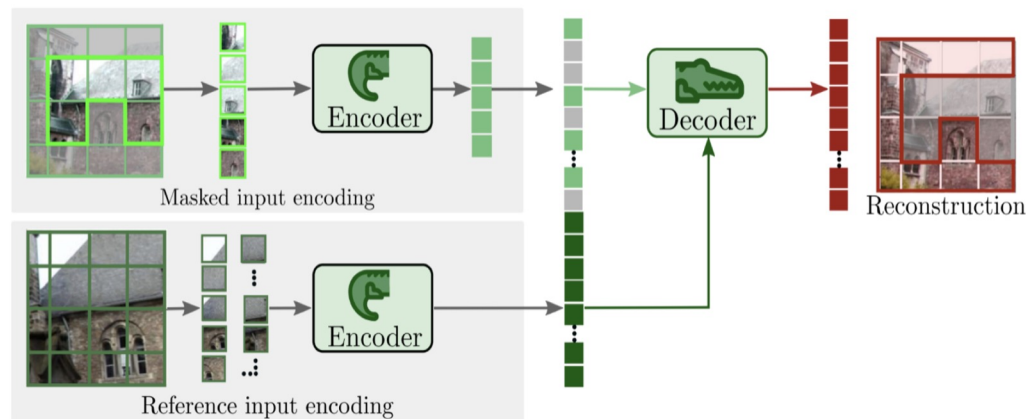 Encoder
Decoder
Masked input encoding
Reconstruction
Encoder
Reference input encoding